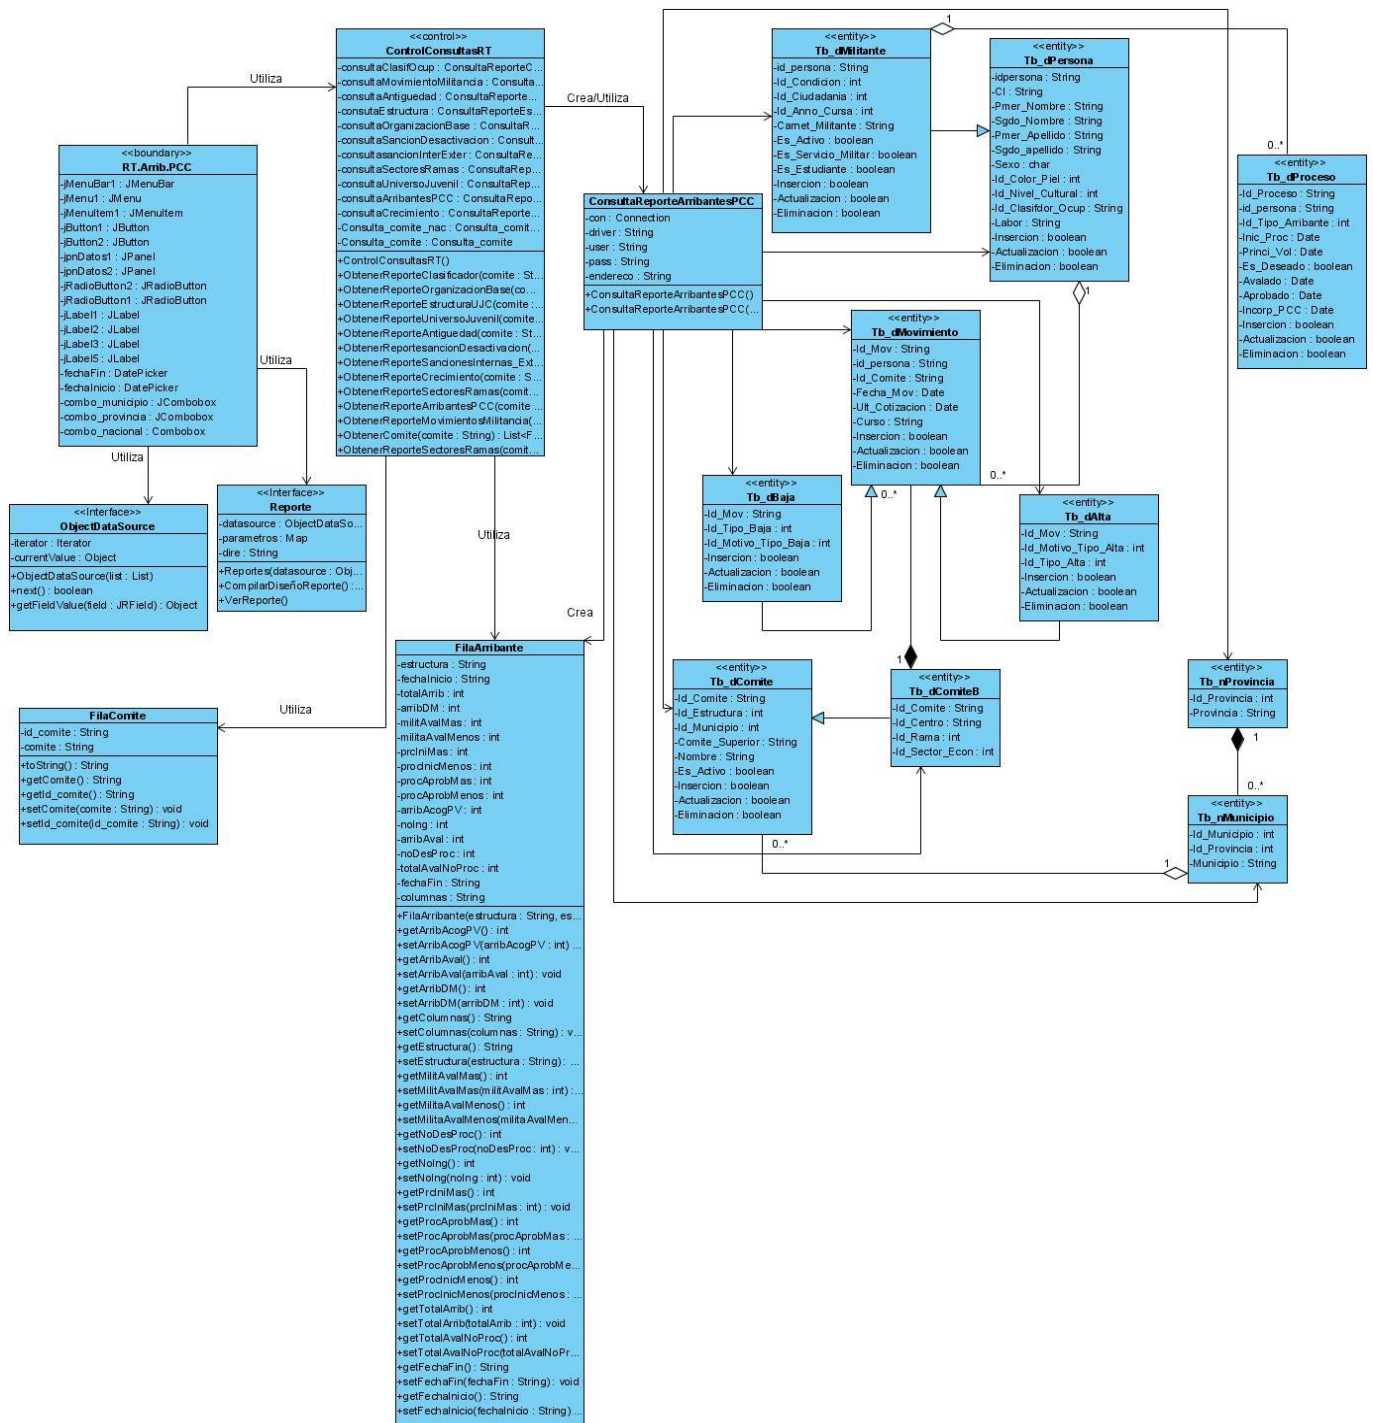 <<control>>
ControlConsultasRT
-consultaClasifOcup : ConsultaReporteC...
-consultaMovimientoMilitancia : Consulta...
-consultaAntiguedad : ConsultaReporte...
-consutaEstructura : ConsultaReporteEs...
-consultaOrganizacionBase : ConsultaR...
-consultaSancionDesactivacion : Consult...
-consultasancionInterExter : ConsultaRe...
-consultaSectoresRamas : ConsultaRep...
-consultaUniversoJuvenil : ConsultaRep...
-consultaArribantesPCC : ConsultaRepo...
-consultaCrecimiento : ConsultaReporte...
-Consulta_comite_nac : Consulta_comit...
-Consulta_comite : Consulta_comite
+ControlConsultasRT()
+ObtenerReporteClasificador(comite : St...
+ObtenerReporteOrganizacionBase(co...
+ObtenerReporteEstructuraUJC(comite :...
+ObtenerReporteUniversoJuvenil(comite...
+ObtenerReporteAntiguedad(comite : St...
+ObtenerReportesancionDesactivacion(...
+ObtenerReporteSancionesInternas_Ext...
+ObtenerReporteCrecimiento(comite : S...
+ObtenerReporteSectoresRamas(comit...
+ObtenerReporteArribantesPCC(comite ...
+ObtenerReporteMovimientosMilitancia(...
+ObtenerComite(comite : String) : List<F...
+ObtenerReporteSectoresRamas(comit...
Utiliza
Crea/Utiliza
<<boundary>>
RT.Arrib.PCC
-jMenuBar1 : JMenuBar
-jMenu1 : JMenu
-jMenuItem1 : JMenuItem
-jButton1 : JButton
-jButton2 : JButton
-jpnDatos1 : JPanel
-jpnDatos2 : JPanel
-jRadioButton2 : JRadioButton
-jRadioButton1 : JRadioButton
-jLabel1 : JLabel
-jLabel2 : JLabel
-jLabel3 : JLabel
-jLabel5 : JLabel
-fechaFin : DatePicker
-fechaInicio : DatePicker
-combo_municipio : JCombobox
-combo_provincia : JCombobox
-combo_nacional : Combobox
Utiliza
Utiliza
<<Interface>>
ObjectDataSource
-iterator : Iterator
-currentValue : Object
+ObjectDataSource(list : List)
+next() : boolean
+getFieldValue(field : JRField) : Object
<<Interface>>
Reporte
-datasource : ObjectDataSo...
-parametros : Map
-dire : String
+Reportes(datasource : Obj...
+CompilarDiseñoReporte() :...
+VerReporte()
Utiliza
Crea
Utiliza
FilaComite
-id_comite : String
-comite : String
+toString() : String
+getComite() : String
+getId_comite() : String
+setComite(comite : String) : void
+setId_comite(id_comite : String) : void
FilaArribante
-estructura : String
-fechaInicio : String
-totalArrib : int
-arribDM : int
-militAvalMas : int
-militaAvalMenos : int
-prcIniMas : int
-procInicMenos : int
-procAprobMas : int
-procAprobMenos : int
-arribAcogPV : int
-noIng : int
-arribAval : int
-noDesProc : int
-totalAvalNoProc : int
-fechaFin : String
-columnas : String
+FilaArribante(estructura : String, es...
+getArribAcogPV() : int
+setArribAcogPV(arribAcogPV : int) ...
+getArribAval() : int
+setArribAval(arribAval : int) : void
+getArribDM() : int
+setArribDM(arribDM : int) : void
+getColumnas() : String
+setColumnas(columnas : String) : v...
+getEstructura() : String
+setEstructura(estructura : String) : ...
+getMilitAvalMas() : int
+setMilitAvalMas(militAvalMas : int) :...
+getMilitaAvalMenos() : int
+setMilitaAvalMenos(militaAvalMen...
+getNoDesProc() : int
+setNoDesProc(noDesProc : int) : v...
+getNoIng() : int
+setNoIng(noIng : int) : void
+getPrcIniMas() : int
+setPrcIniMas(prcIniMas : int) : void
+getProcAprobMas() : int
+setProcAprobMas(procAprobMas : ...
+getProcAprobMenos() : int
+setProcAprobMenos(procAprobMe...
+getProcInicMenos() : int
+setProcInicMenos(procInicMenos : ...
+getTotalArrib() : int
+setTotalArrib(totalArrib : int) : void
+getTotalAvalNoProc() : int
+setTotalAvalNoProc(totalAvalNoPr...
+getFechaFin() : String
+setFechaFin(fechaFin : String) : void
+getFechaInicio() : String
+setFechaInicio(fechaInicio : String) ...
ConsultaReporteArribantesPCC
-con : Connection
-driver : String
-user : String
-pass : String
-endereco : String
+ConsultaReporteArribantesPCC()
+ConsultaReporteArribantesPCC(...
<<entity>>
Tb_dMilitante
-id_persona : String
-Id_Condicion : int
-Id_Ciudadania : int
-Id_Anno_Cursa : int
-Carnet_Militante : String
-Es_Activo : boolean
-Es_Servicio_Militar : boolean
-Es_Estudiante : boolean
-Insercion : boolean
-Actualizacion : boolean
-Eliminacion : boolean
1
<<entity>>
Tb_dPersona
-idpersona : String
-CI : String
-Pmer_Nombre : String
-Sgdo_Nombre : String
-Pmer_Apellido : String
-Sgdo_apellido : String
-Sexo : char
-Id_Color_Piel : int
-Id_Nivel_Cultural : int
-Id_Clasifdor_Ocup : String
-Labor : String
-Insercion : boolean
-Actualizacion : boolean
-Eliminacion : boolean
1
0..*
<<entity>>
Tb_dProceso
-Id_Proceso : String
-id_persona : String
-Id_Tipo_Arribante : int
-Inic_Proc : Date
-Princi_Vol : Date
-Es_Deseado : boolean
-Avalado : Date
-Aprobado : Date
-Incorp_PCC : Date
-Insercion : boolean
-Actualizacion : boolean
-Eliminacion : boolean
<<entity>>
Tb_dMovimiento
-Id_Mov : String
-id_persona : String
-Id_Comite : String
-Fecha_Mov : Date
-Ult_Cotizacion : Date
-Curso : String
-Insercion : boolean
-Actualizacion : boolean
-Eliminacion : boolean
0..*
0..*
<<entity>>
Tb_dBaja
-Id_Mov : String
-Id_Tipo_Baja : int
-Id_Motivo_Tipo_Baja : int
-Insercion : boolean
-Actualizacion : boolean
-Eliminacion : boolean
<<entity>>
Tb_dAlta
-Id_Mov : String
-Id_Motivo_Tipo_Alta : int
-Id_Tipo_Alta : int
-Insercion : boolean
-Actualizacion : boolean
-Eliminacion : boolean
<<entity>>
Tb_dComite
-Id_Comite : String
-Id_Estructura : int
-Id_Municipio : int
-Comite_Superior : String
-Nombre : String
-Es_Activo : boolean
-Insercion : boolean
-Actualizacion : boolean
-Eliminacion : boolean
0..*
1
<<entity>>
Tb_dComiteB
-Id_Comite : String
-Id_Centro : String
-Id_Rama : int
-Id_Sector_Econ : int
<<entity>>
Tb_nProvincia
-Id_Provincia : int
-Provincia : String
1
0..*
<<entity>>
Tb_nMunicipio
-Id_Municipio : int
-Id_Provincia : int
-Municipio : String
1